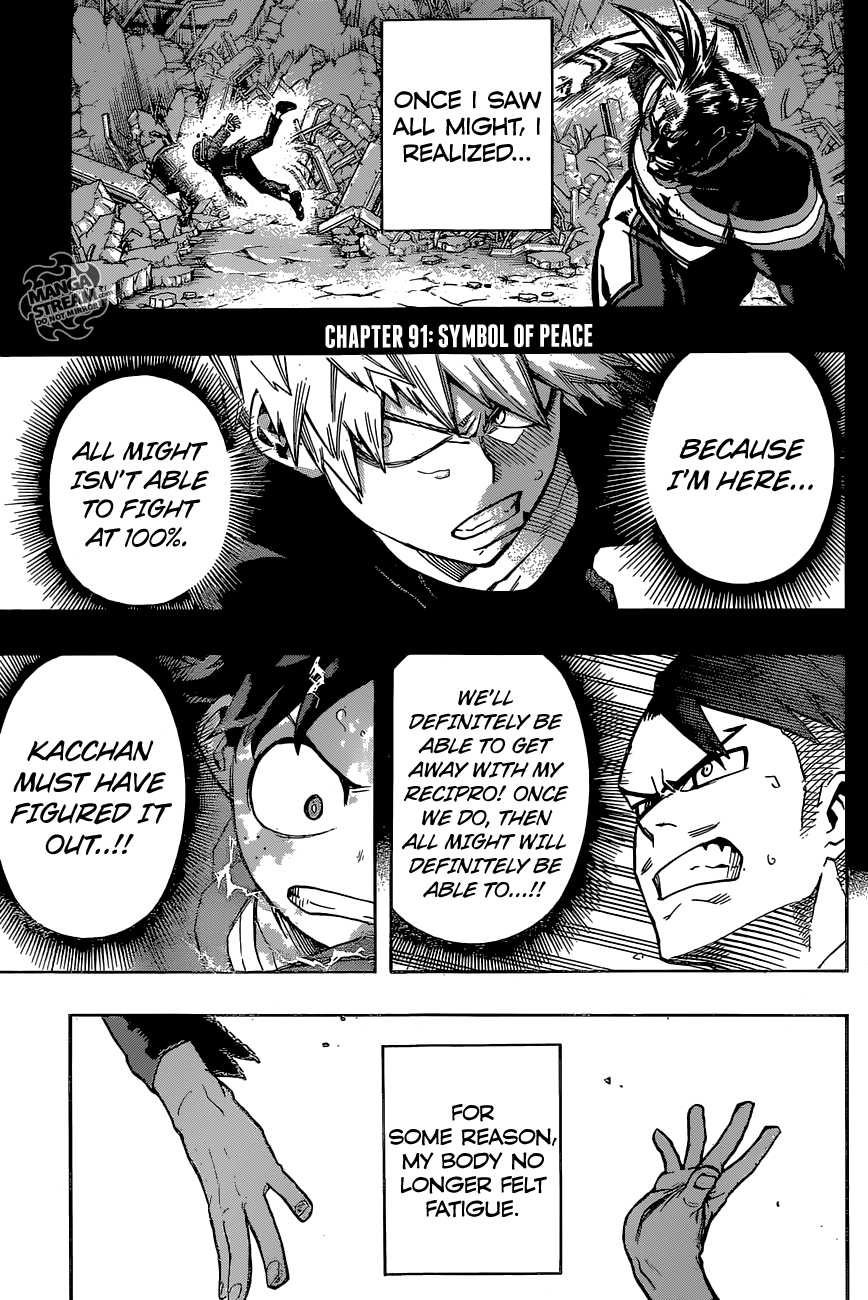 ONCE I SAW
ALL MIGHT, I
REALIZED...
MANGA
STREAM
DO NOT MIRROR
CHAPTER 91: SYMBOL OF PEACE
BECAUSE
I'M HERE...
ALL MIGHT
ISN'T ABLE
TO FIGHT
AT 100%.
WE'LL
DEFINITELY BE
ABLE TO GET
AWAY WITH MY
RECIPRO! ONCE
WE DO, THEN
ALL MIGHT WILL
DEFINITELY BE
ABLE TO...!!
KACCHAN
MUST HAVE
FIGURED IT
OUT..!!
FOR
SOME REASON,
MY BODY NO
LONGER FELT
FATIGUE.